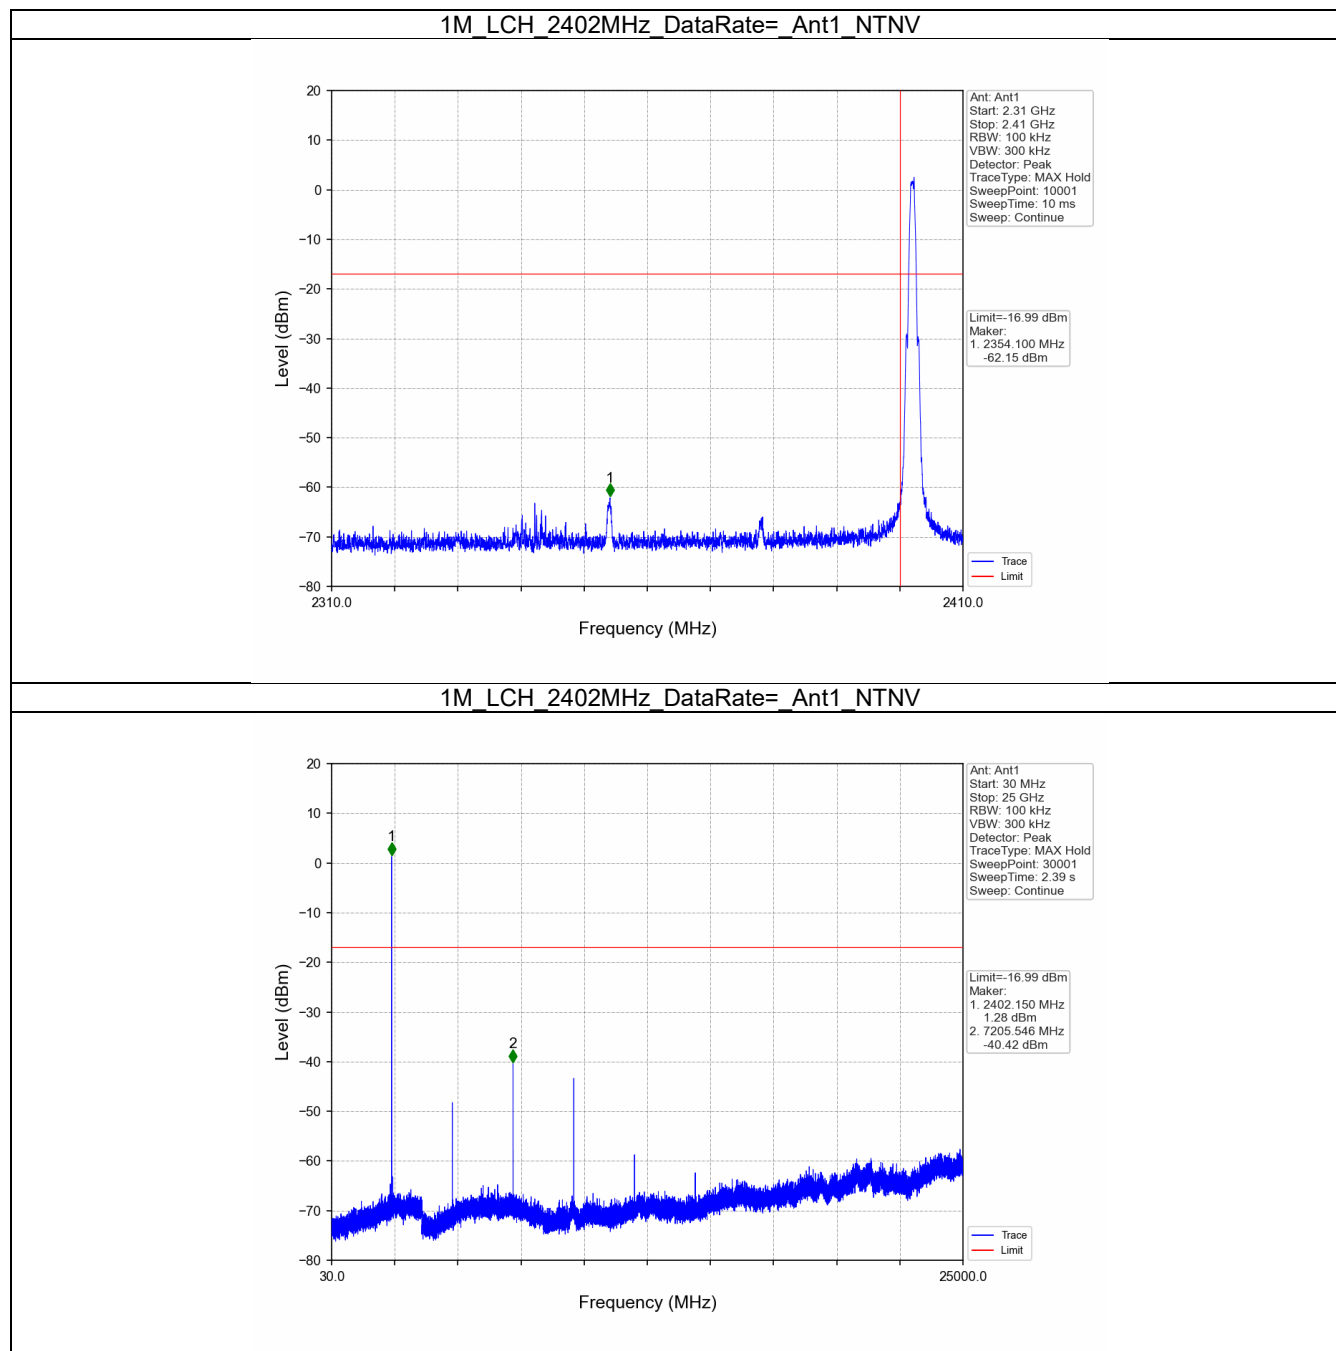 1M_LCH_2402MHz_DataRate=_Ant1_NTNV
20
10
0
−10
−20
−30
−40
−50
−60
−70
−80
Level (dBm)
1
2310.0
2410.0
Frequency (MHz)
Ant: Ant1
Start: 2.31 GHz
Stop: 2.41 GHz
RBW: 100 kHz
VBW: 300 kHz
Detector: Peak
TraceType: MAX Hold
SweepPoint: 10001
SweepTime: 10 ms
Sweep: Continue
Limit=-16.99 dBm
Maker:
1. 2354.100 MHz
-62.15 dBm
Trace
Limit
1M_LCH_2402MHz_DataRate=_Ant1_NTNV
20
10
0
−10
−20
−30
−40
−50
−60
−70
−80
Level (dBm)
1
2
30.0
25000.0
Frequency (MHz)
Ant: Ant1
Start: 30 MHz
Stop: 25 GHz
RBW: 100 kHz
VBW: 300 kHz
Detector: Peak
TraceType: MAX Hold
SweepPoint: 30001
SweepTime: 2.39 s
Sweep: Continue
Limit=-16.99 dBm
Maker:
1. 2402.150 MHz
1.28 dBm
2. 7205.546 MHz
-40.42 dBm
Trace
Limit